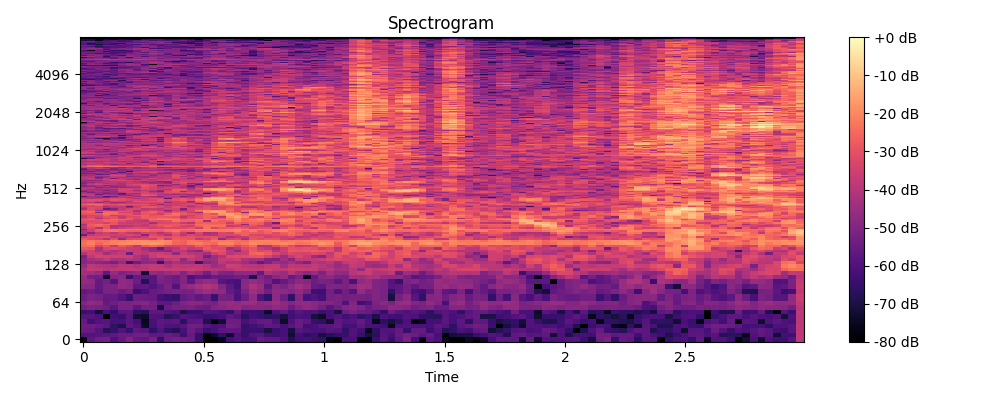 Spectrogram
Hz
4096
2048
1024
512
256
128
64
0
0
0.5
1
1.5
2
2.5
Time
+0 dB
-10 dB
-20 dB
-30 dB
-40 dB
-50 dB
-60 dB
-70 dB
-80 dB